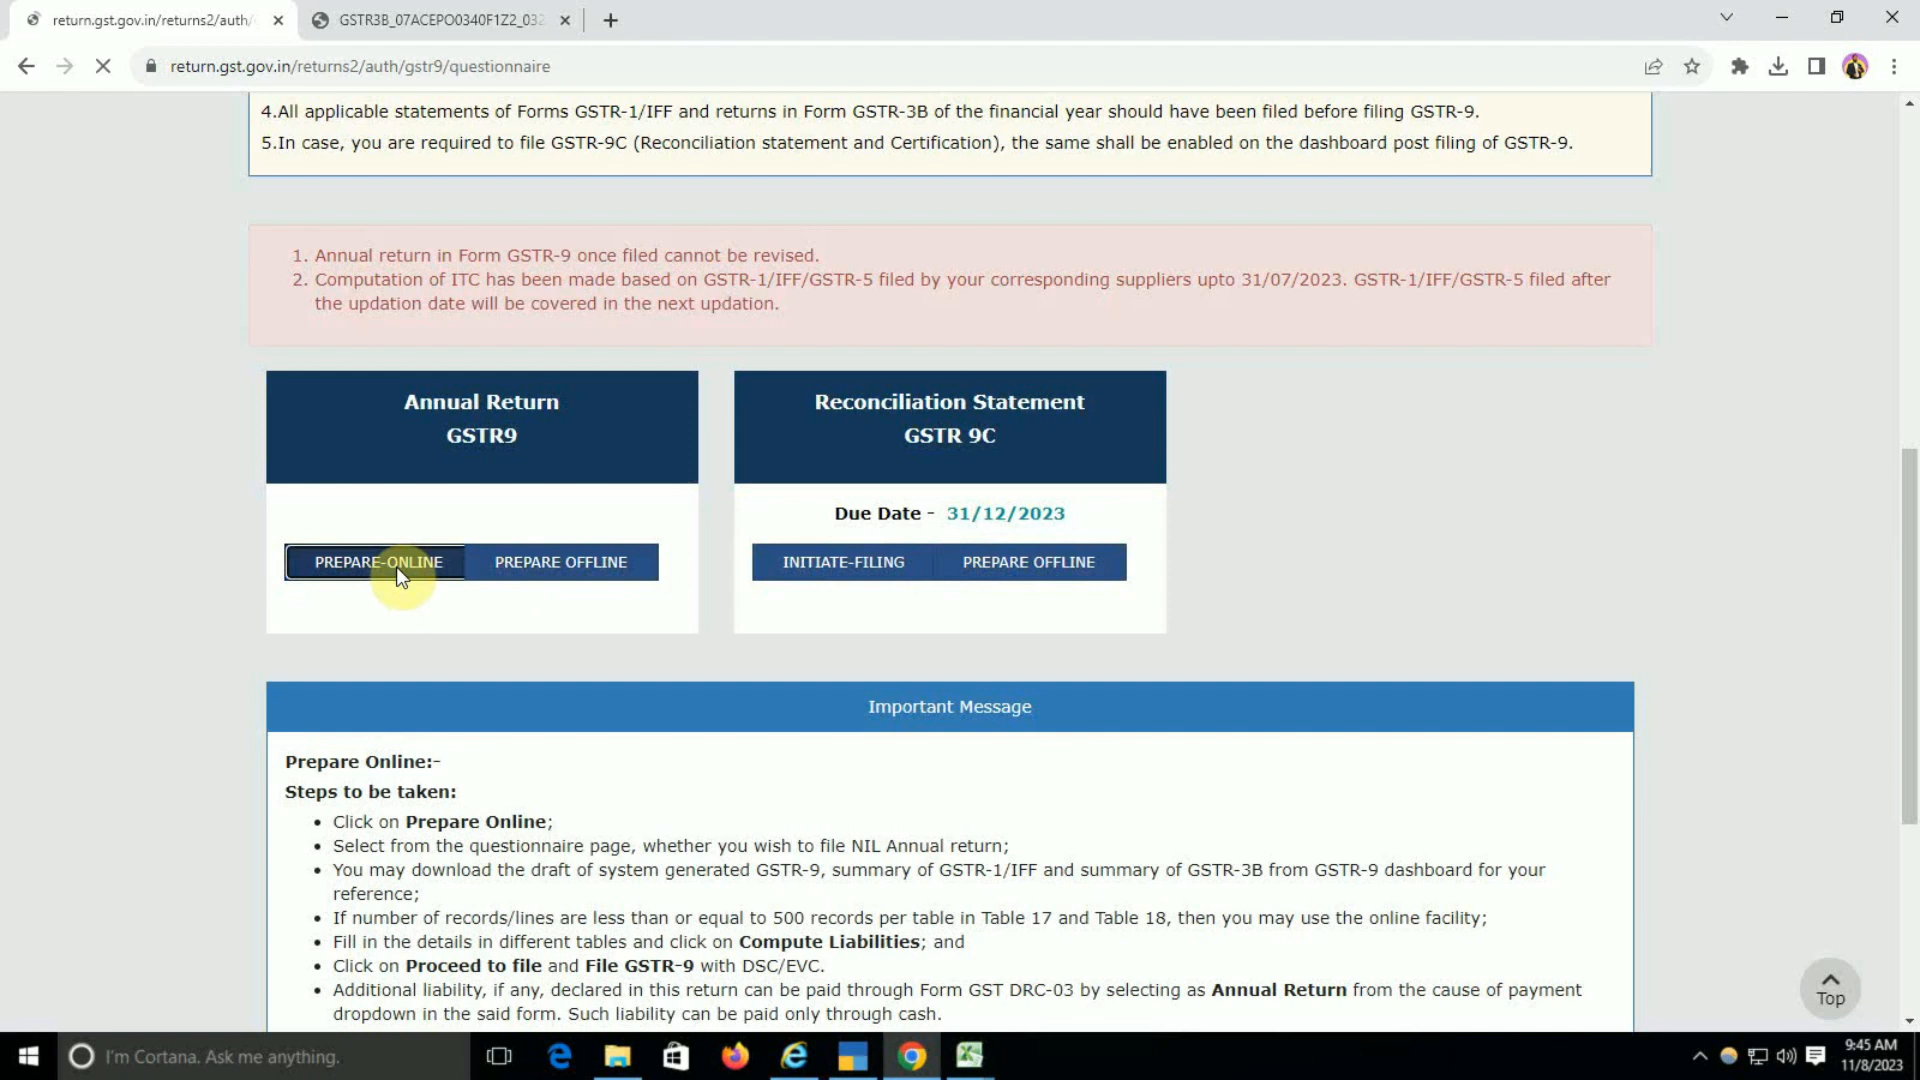 return.gst.gov.in/returns2/auth/
GSTR3B_07ACEPO0340F1Z2_032
return.gst.gov.in/returns2/auth/gstr9/questionnaire
4.All applicable statements of Forms GSTR-1/IFF and returns in Form GSTR-3B of the financial year should have been filed before filing GSTR-9.
5.In case, you are required to file GSTR-9C (Reconciliation statement and Certification), the same shall be enabled on the dashboard post filing of GSTR-9.
1. Annual return in Form GSTR-9 once filed cannot be revised.
2. Computation of ITC has been made based on GSTR-1/IFF/GSTR-5 filed by your corresponding suppliers upto 31/07/2023. GSTR-1/IFF/GSTR-5 filed after
the updation date will be covered in the next updation.
Annual Return
GSTR9
PREPARE-ONLINE
PREPARE OFFLINE
Reconciliation Statement
GSTR 9C
Due Date - 31/12/2023
INITIATE-FILING
PREPARE OFFLINE
Important Message
Prepare Online:-
Steps to be taken:
• Click on Prepare Online;
• Select from the questionnaire page, whether you wish to file NIL Annual return;
• You may download the draft of system generated GSTR-9, summary of GSTR-1/IFF and summary of GSTR-3B from GSTR-9 dashboard for your
reference;
• If number of records/lines are less than or equal to 500 records per table in Table 17 and Table 18, then you may use the online facility;
• Fill in the details in different tables and click on Compute Liabilities; and
• Click on Proceed to file and File GSTR-9 with DSC/EVC.
• Additional liability, if any, declared in this return can be paid through Form GST DRC-03 by selecting as Annual Return from the cause of payment
dropdown in the said form. Such liability can be paid only through cash.
Top
I'm Cortana. Ask me anything.
9:45 AM
11/8/2023